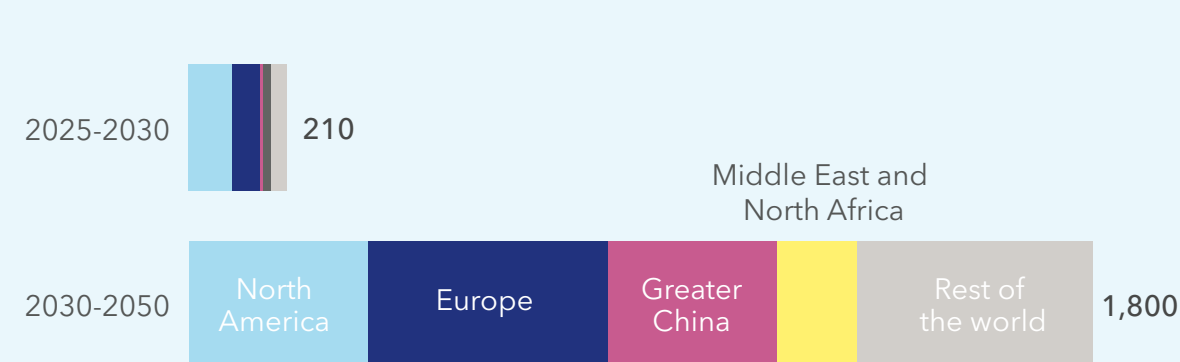 2025-2030
210
Middle East and
North Africa
2030-2050
North
America
Europe
Greater
China
Rest of
the world
1,800